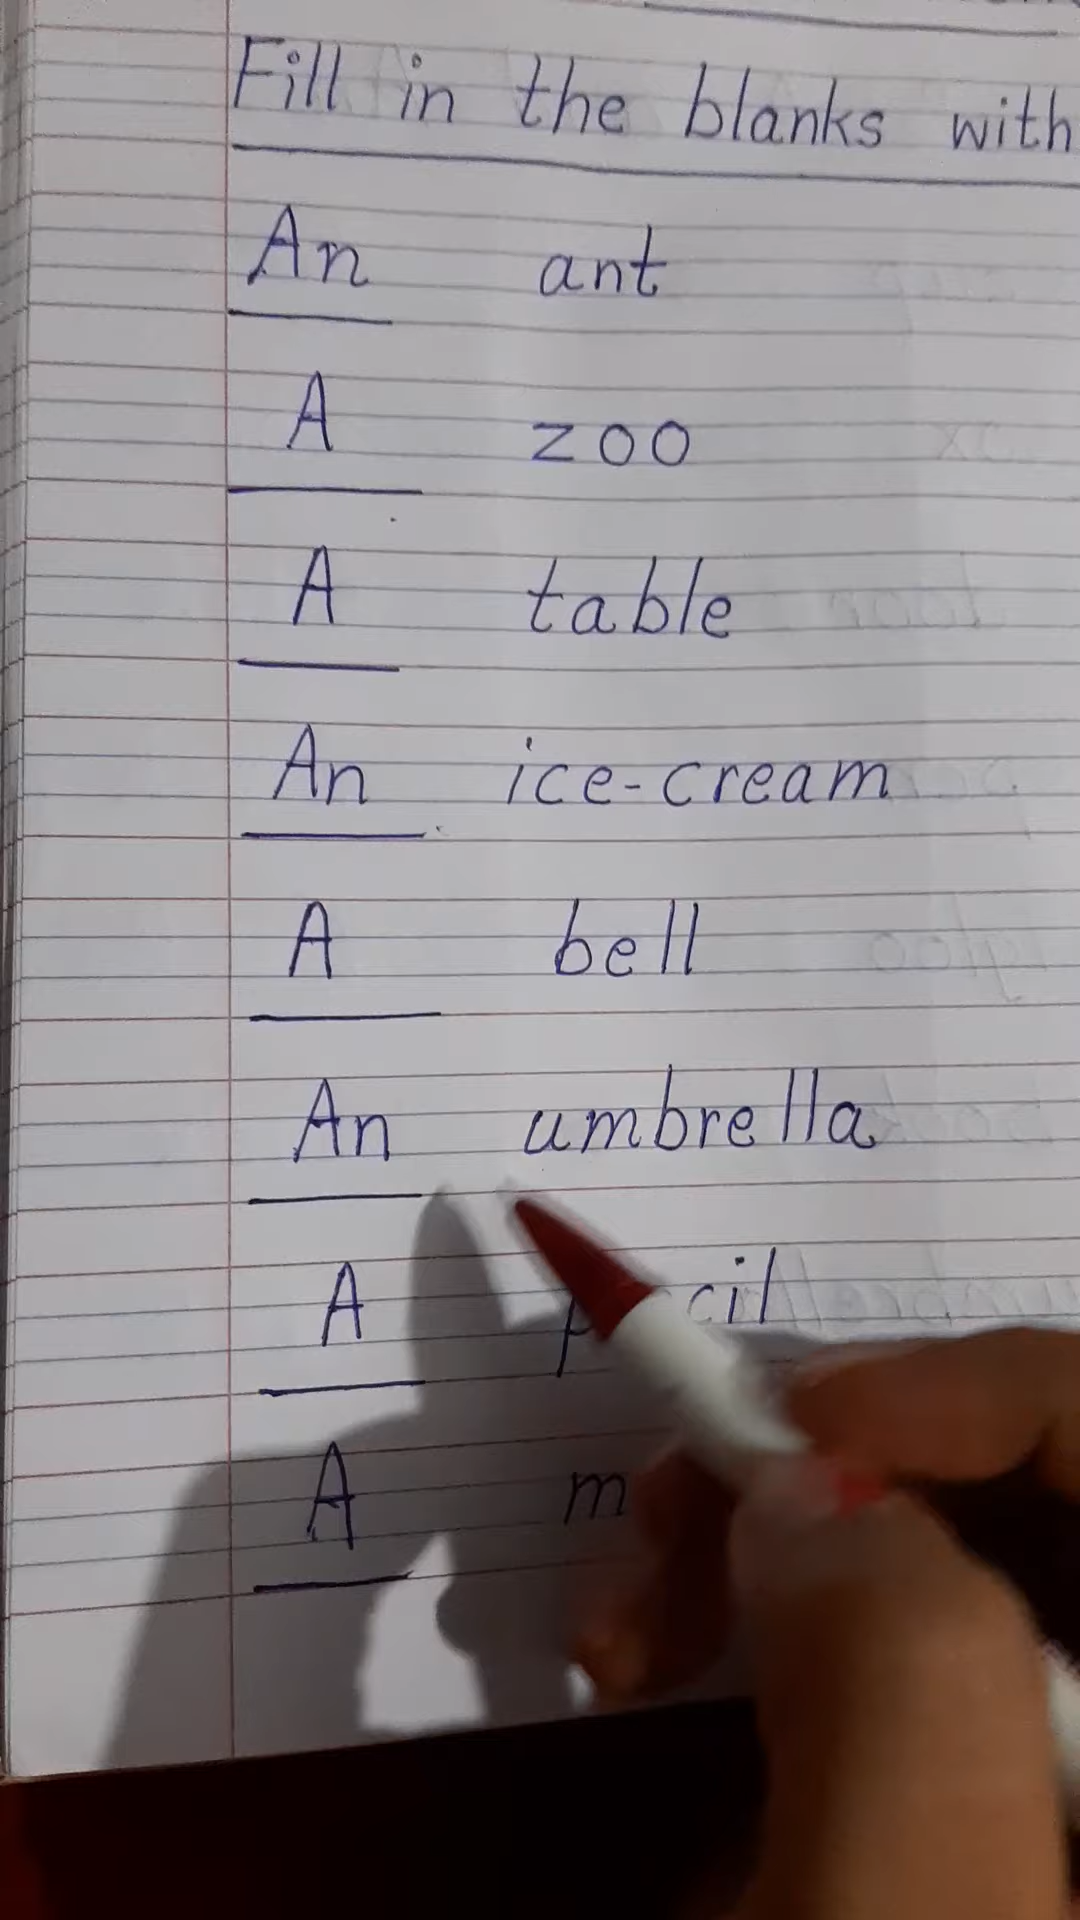 Fill in the blanks with
An ant
A zoo
A table
An ice-cream
A bell
An umbrella
A
A